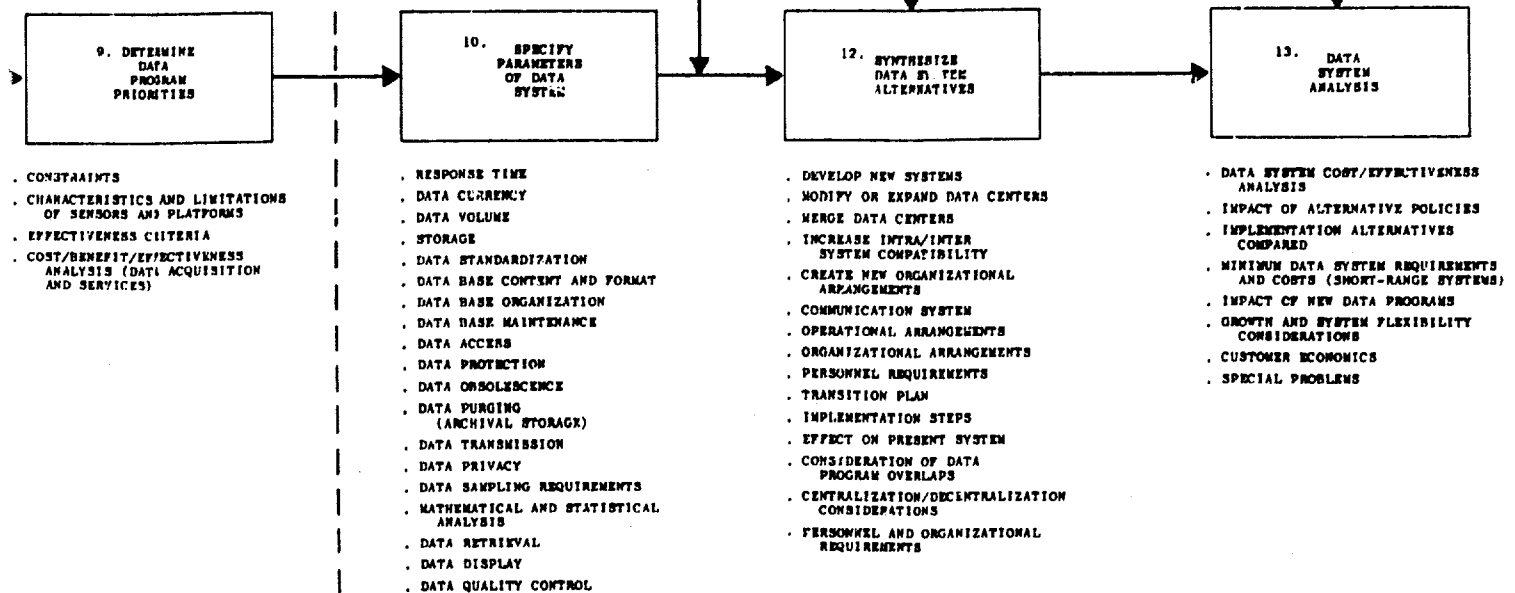 9. DETERMINE
DATA
PROGRAM
PRIORITIES
. CONSTRAINTS
. CHARACTERISTICS AND LIMITATIONS
OF SENSORS AND PLATFORMS
. EFFECTIVENESS CRITERIA
. COST/BENEFIT/EFFECTIVENESS
ANALYSIS (DATA ACQUISITION
AND SERVICES)
10. SPECIFY
PARAMETERS
OF DATA
SYSTEM
. RESPONSE TIME
. DATA CURRENCY
. DATA VOLUME
. STORAGE
. DATA STANDARDIZATION
. DATA BASE CONTENT AND FORMAT
. DATA BASE ORGANIZATION
. DATA BASE MAINTENANCE
. DATA ACCESS
. DATA PROTECTION
. DATA OBSOLESCENCE
. DATA PURGING
(ARCHIVAL STORAGE)
. DATA TRANSMISSION
. DATA PRIVACY
. DATA SAMPLING REQUIREMENTS
. MATHEMATICAL AND STATISTICAL
ANALYSIS
. DATA RETRIEVAL
. DATA DISPLAY
. DATA QUALITY CONTROL
12. SYNTHESIZE
DATA SYSTEM
ALTERNATIVES
. DEVELOP NEW SYSTEMS
. MODIFY OR EXPAND DATA CENTERS
. MERGE DATA CENTERS
. INCREASE INTRA/INTER
SYSTEM COMPATIBILITY
. CREATE NEW ORGANIZATIONAL
ARRANGEMENTS
. COMMUNICATION SYSTEM
. OPERATIONAL ARRANGEMENTS
. ORGANIZATIONAL ARRANGEMENTS
. PERSONNEL REQUIREMENTS
. TRANSITION PLAN
. IMPLEMENTATION STEPS
. EFFECT ON PRESENT SYSTEM
. CONSIDERATION OF DATA
PROGRAM OVERLAPS
. CENTRALIZATION/DECENTRALIZATION
CONSIDERATIONS
. PERSONNEL AND ORGANIZATIONAL
REQUIREMENTS
13. DATA
SYSTEM
ANALYSIS
. DATA SYSTEM COST/EFFECTIVENESS
ANALYSIS
. IMPACT OF ALTERNATIVE POLICIES
. IMPLEMENTATION ALTERNATIVES
COMPARED
. MINIMUM DATA SYSTEM REQUIREMENTS
AND COSTS (SHORT-RANGE SYSTEMS)
. IMPACT OF NEW DATA PROGRAMS
. GROWTH AND SYSTEM FLEXIBILITY
CONSIDERATIONS
. CUSTOMER ECONOMICS
. SPECIAL PROBLEMS